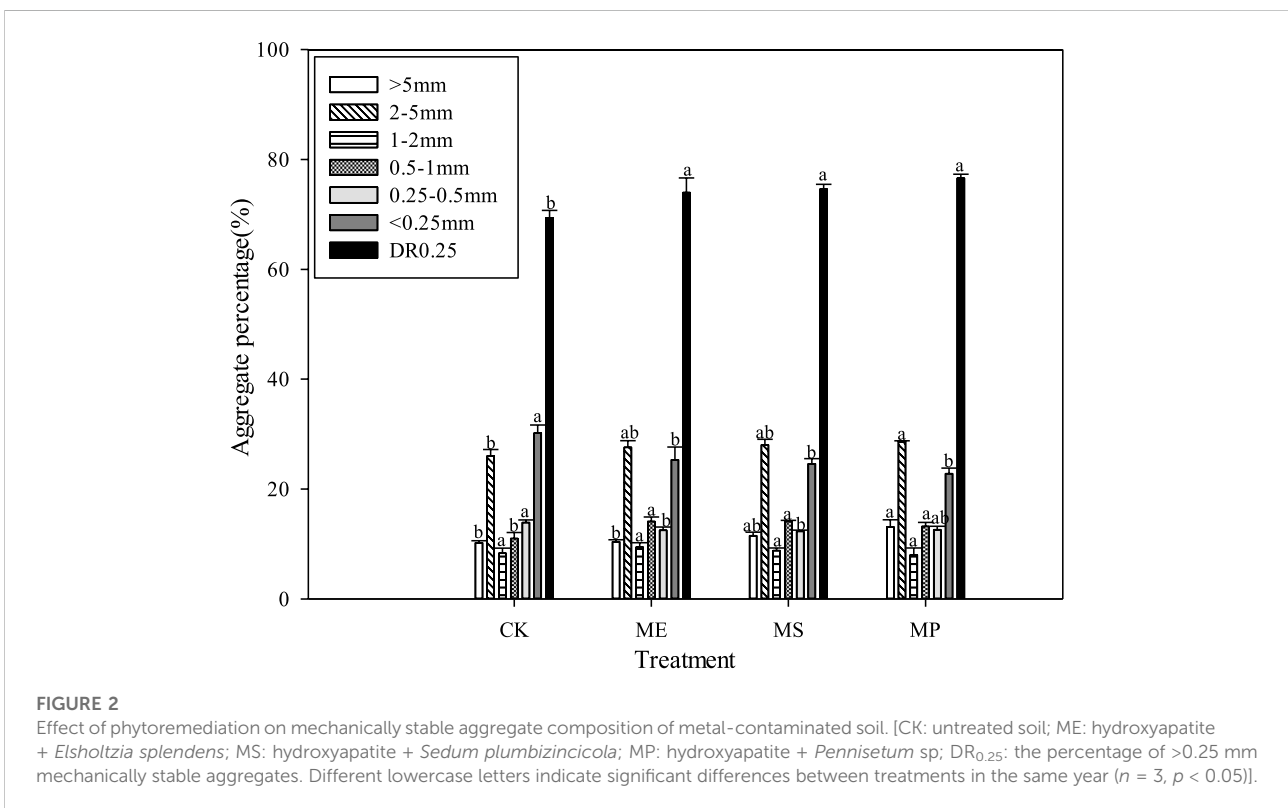 100
80
60
40
20
0
Aggregate percentage(%)
>5mm
2-5mm
1-2mm
0.5-1mm
0.25-0.5mm
<0.25mm
DR0.25
b b a b a a b
b ab a a b b a
ab ab a a b b a
a a a a ab b a
CK ME MS MP
Treatment
FIGURE 2
Effect of phytoremediation on mechanically stable aggregate composition of metal-contaminated soil. [CK: untreated soil; ME: hydroxyapatite
+ Elsholtzia splendens; MS: hydroxyapatite + Sedum plumbizincicola; MP: hydroxyapatite + Pennisetum sp; DR0.25: the percentage of >0.25 mm
mechanically stable aggregates. Different lowercase letters indicate significant differences between treatments in the same year (n = 3, p < 0.05)].